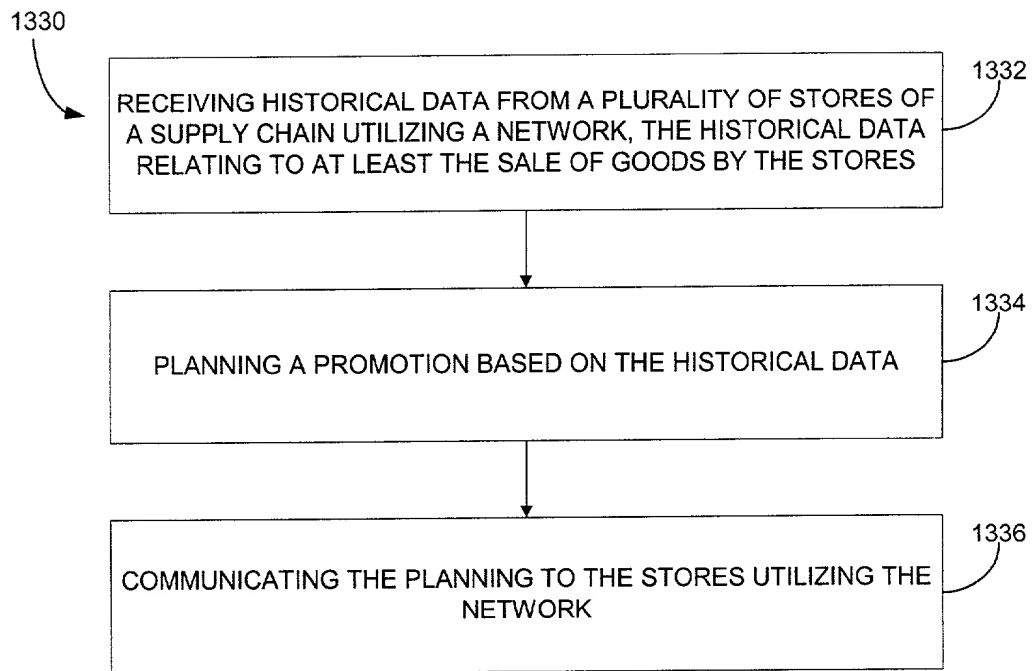 1330
1332
RECEIVING HISTORICAL DATA FROM A PLURALITY OF STORES OF
A SUPPLY CHAIN UTILIZING A NETWORK, THE HISTORICAL DATA
RELATING TO AT LEAST THE SALE OF GOODS BY THE STORES
1334
PLANNING A PROMOTION BASED ON THE HISTORICAL DATA
1336
COMMUNICATING THE PLANNING TO THE STORES UTILIZING THE
NETWORK